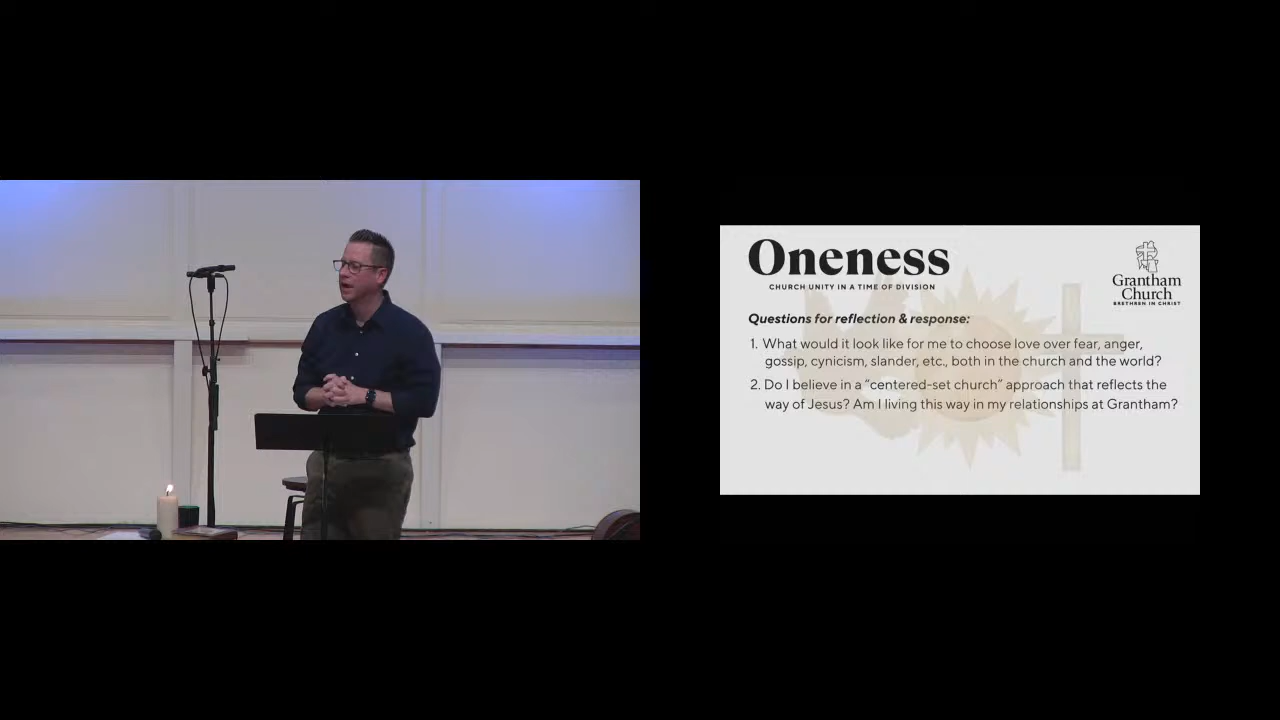 Oneness
CHURCH UNITY IN A TIME OF DIVISION
Grantham
Church
BRETHREN IN CHRIST
Questions for reflection & response:
1. What would it look like for me to choose love over fear, anger,
gossip, cynicism, slander, etc., both in the church and the world?
2. Do I believe in a “centered-set church” approach that reflects the
way of Jesus? Am I living this way in my relationships at Grantham?